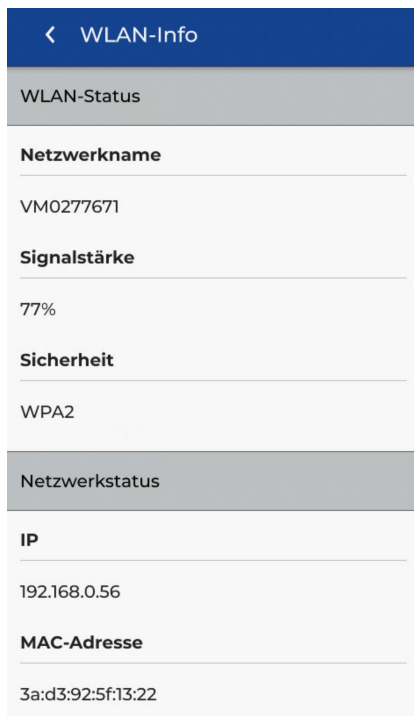 WLAN-Info
WLAN-Status
Netzwerkname
VM0277671
Signalstärke
77%
Sicherheit
WPA2
Netzwerkstatus
IP
192.168.0.56
MAC-Adresse
3a:d3:92:5f:13:22